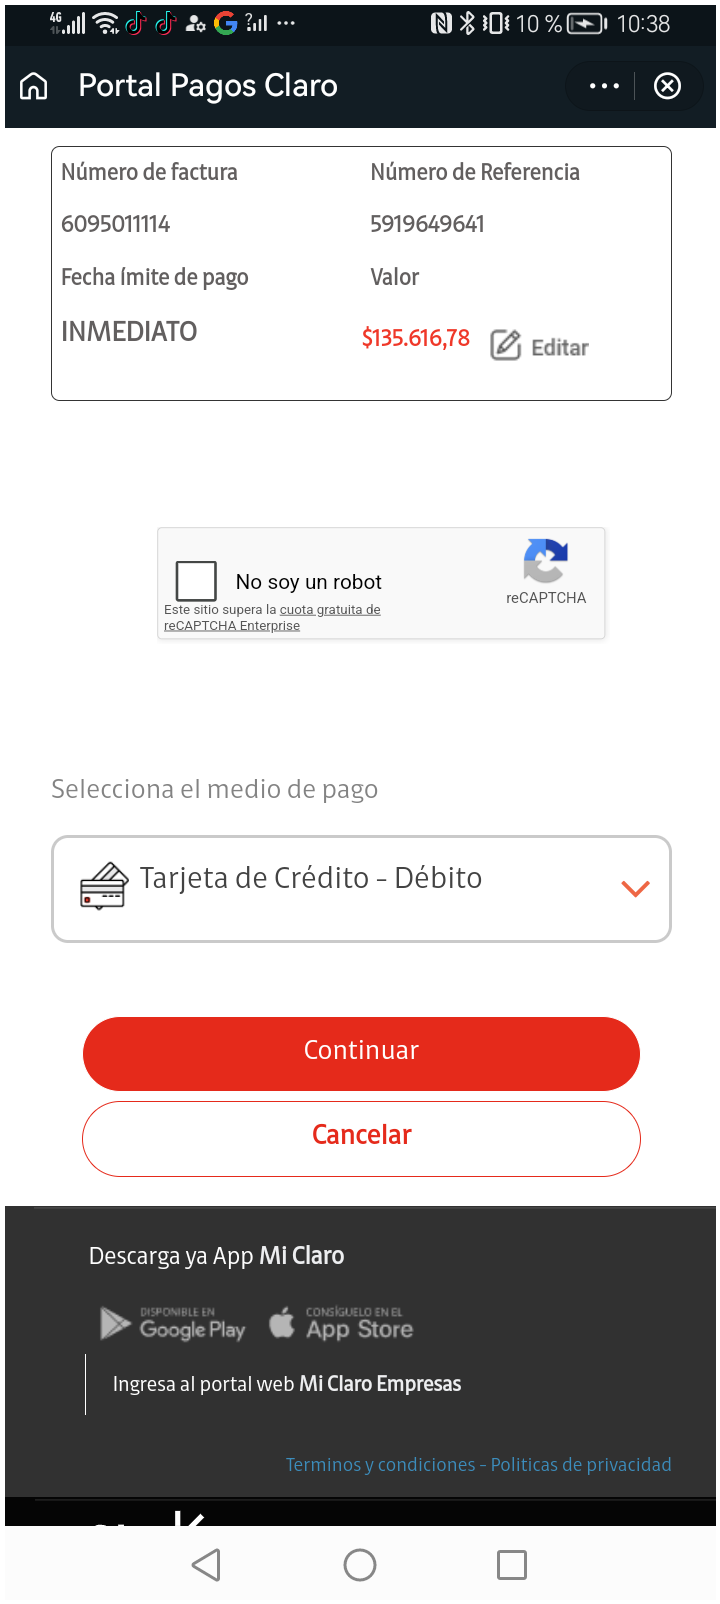 4G 10 % 10:38
Portal Pagos Claro
Número de factura Número de Referencia
6095011114 5919649641
Fecha ímite de pago Valor
INMEDIATO $135.616,78 Editar
No soy un robot
reCAPTCHA
Este sitio supera la cuota gratuita de
reCAPTCHA Enterprise
Selecciona el medio de pago
Tarjeta de Crédito - Débito
Continuar
Cancelar
Descarga ya App Mi Claro
DISPONIBLE EN CONSÍGUELO EN EL
Google Play App Store
Ingresa al portal web Mi Claro Empresas
Terminos y condiciones - Politicas de privacidad